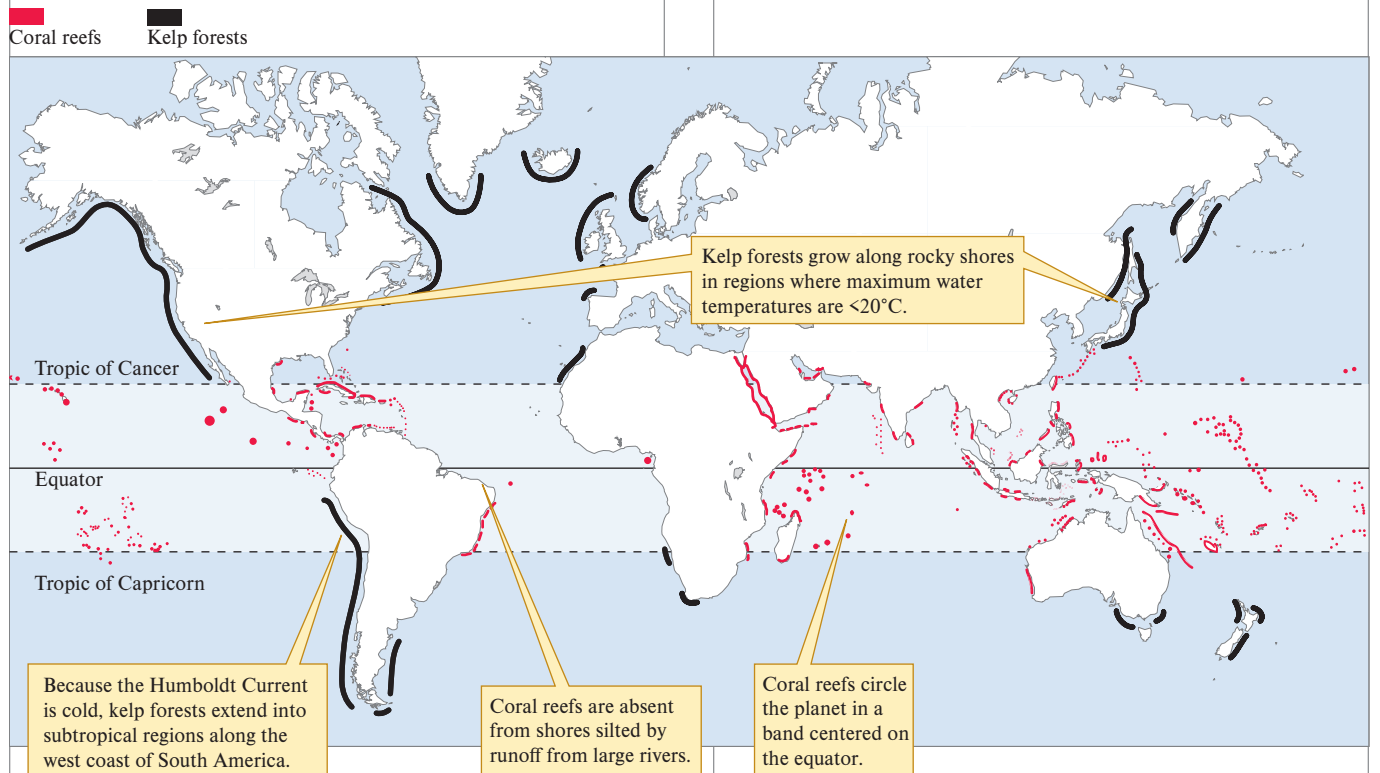 Coral reefs
Kelp forests
Kelp forests grow along rocky shores
in regions where maximum water
temperatures are <20°C.
Tropic of Cancer
Equator
Tropic of Capricorn
Because the Humboldt Current
is cold, kelp forests extend into
subtropical regions along the
west coast of South America.
Coral reefs are absent
from shores silted by
runoff from large rivers.
Coral reefs circle
the planet in a
band centered on
the equator.